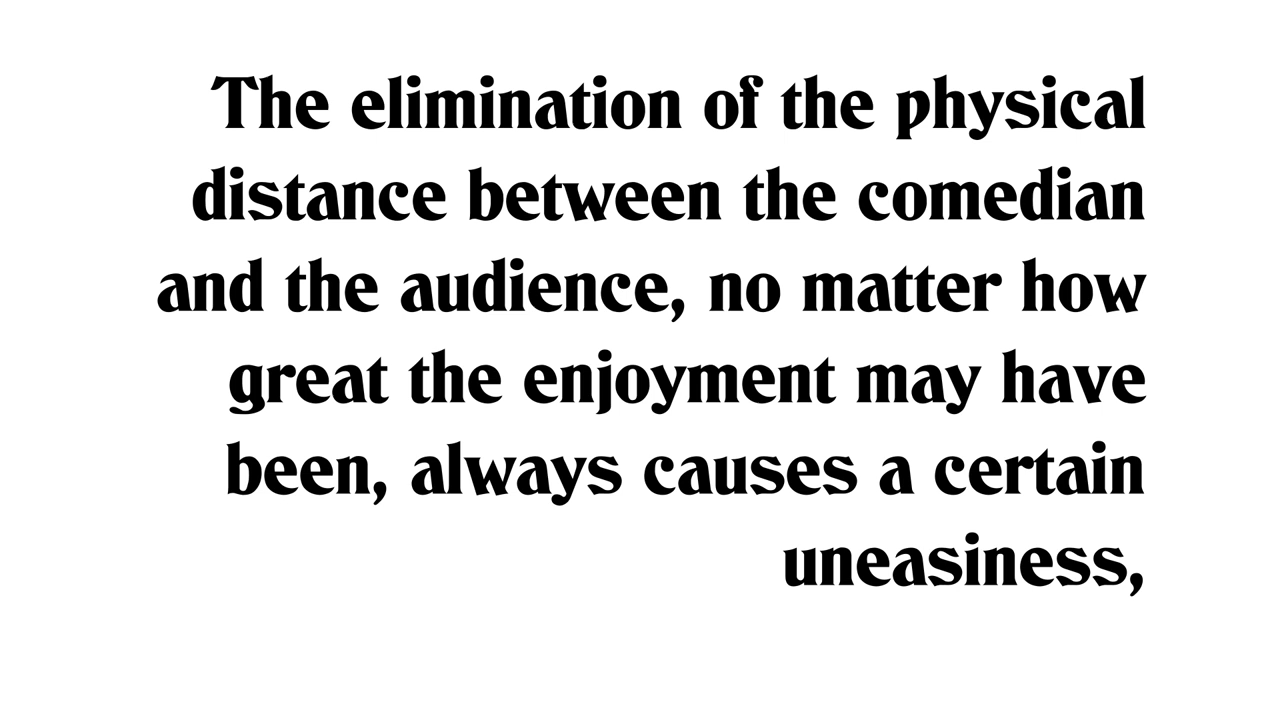 The elimination of the physical
distance between the comedian
and the audience, no matter how
great the enjoyment may have
been, always causes a certain
uneasiness,